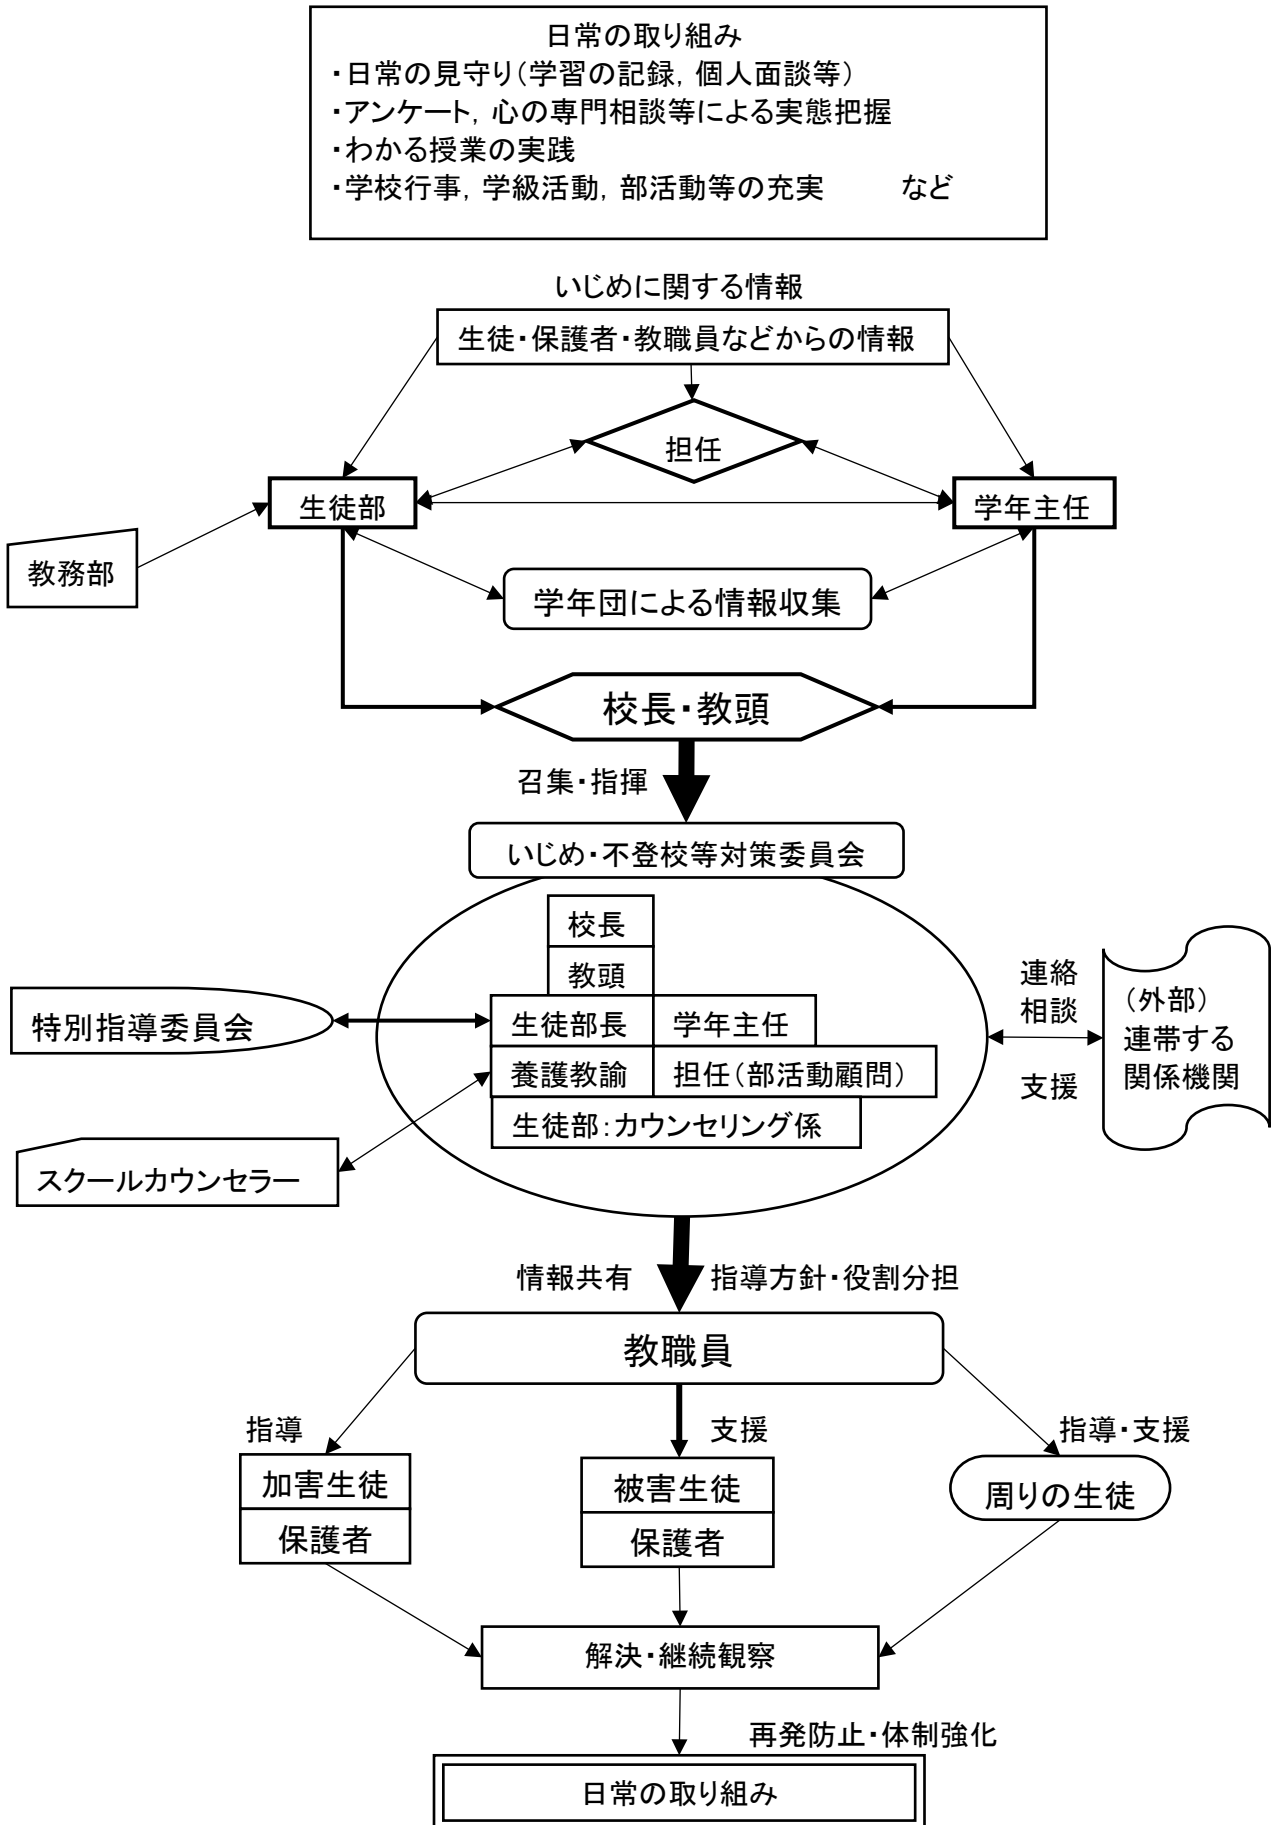 日常の取り組み
・日常の見守り（学習の記録，個人面談等）
・アンケート，心の専門相談等による実態把握
・わかる授業の実践
・学校行事，学級活動，部活動等の充実　　など
いじめに関する情報
生徒・保護者・教職員などからの情報
担任
生徒部
学年主任
教務部
学年団による情報収集
校長・教頭
召集・指揮
いじめ・不登校等対策委員会
校長
教頭
生徒部長
学年主任
養護教諭
担任（部活動顧問）
生徒部：カウンセリング係
特別指導委員会
スクールカウンセラー
連絡
相談
支援
（外部）
連帯する
関係機関
情報共有
指導方針・役割分担
教職員
指導
支援
指導・支援
加害生徒
保護者
被害生徒
保護者
周りの生徒
解決・継続観察
再発防止・体制強化
日常の取り組み